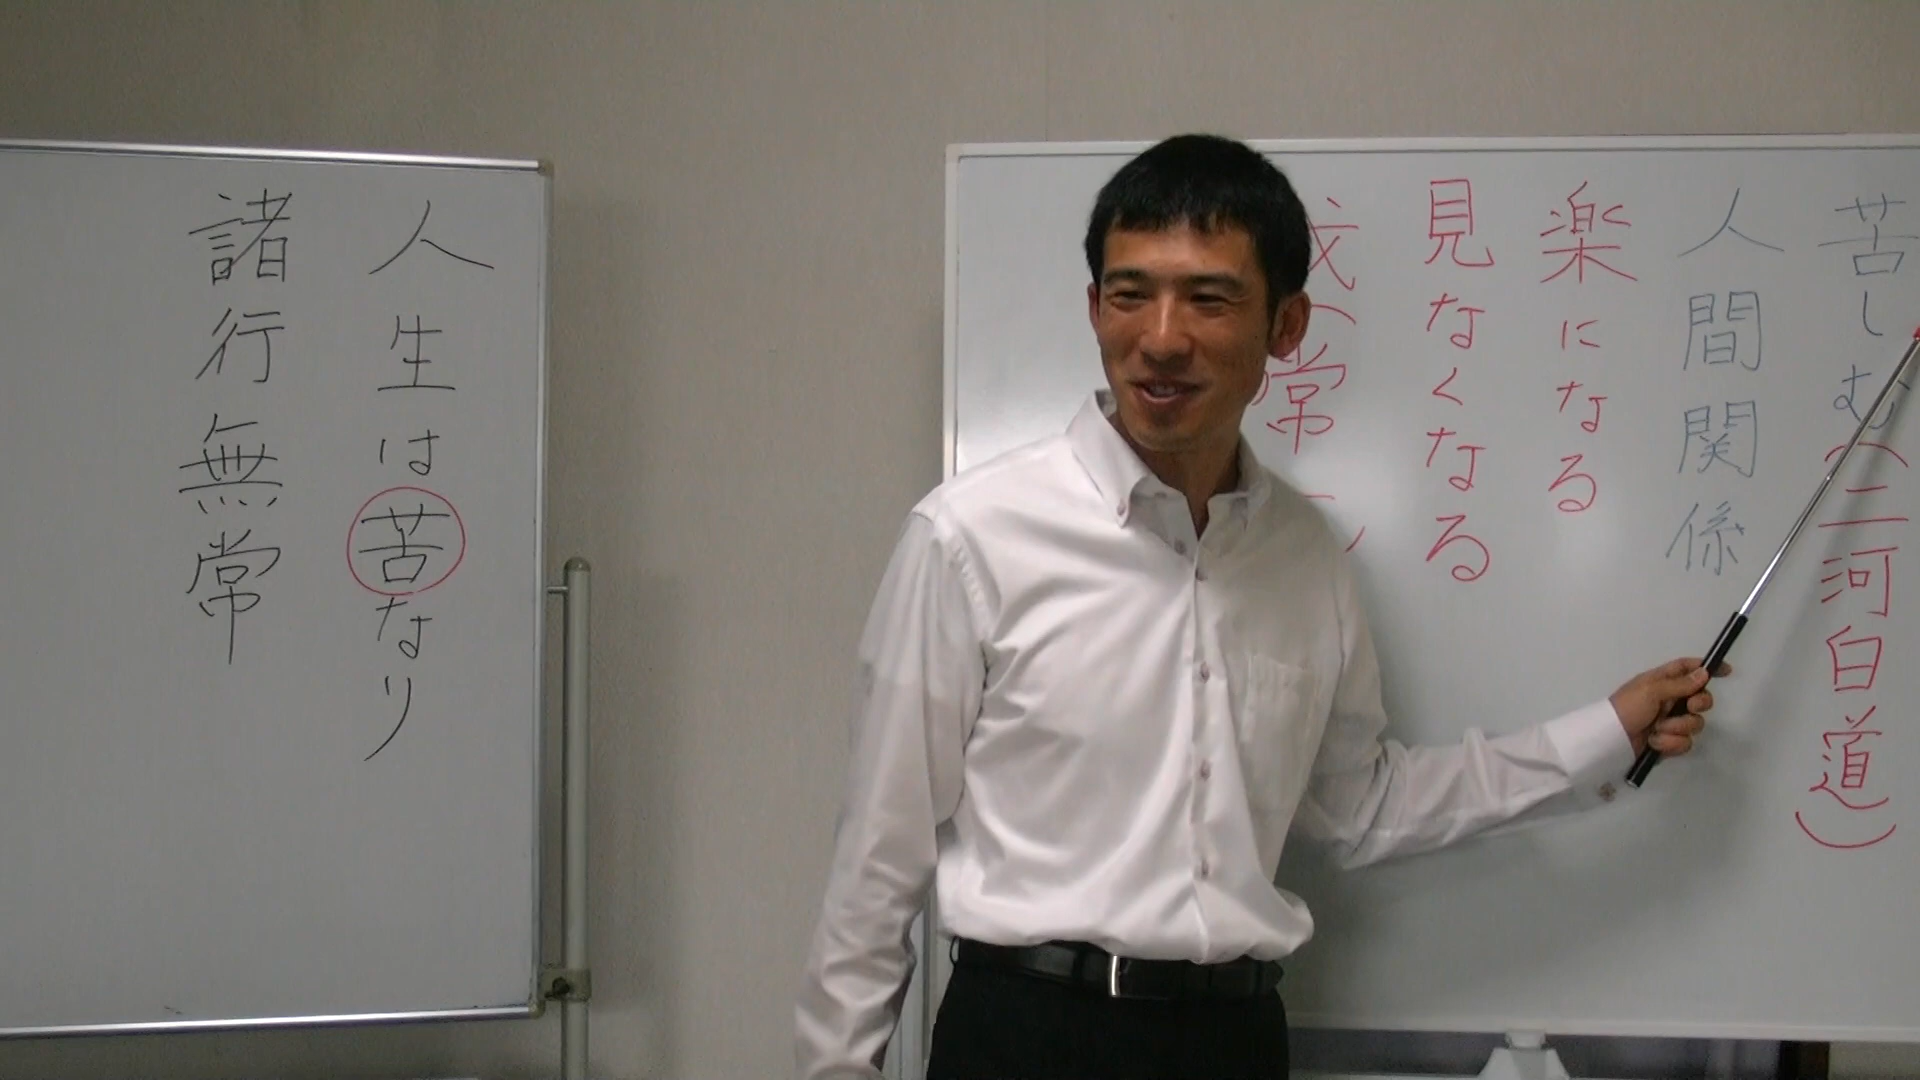 苦しむ(二河白道)
人間関係
楽になる
見なくなる
常
人生は苦なり
諸行無常